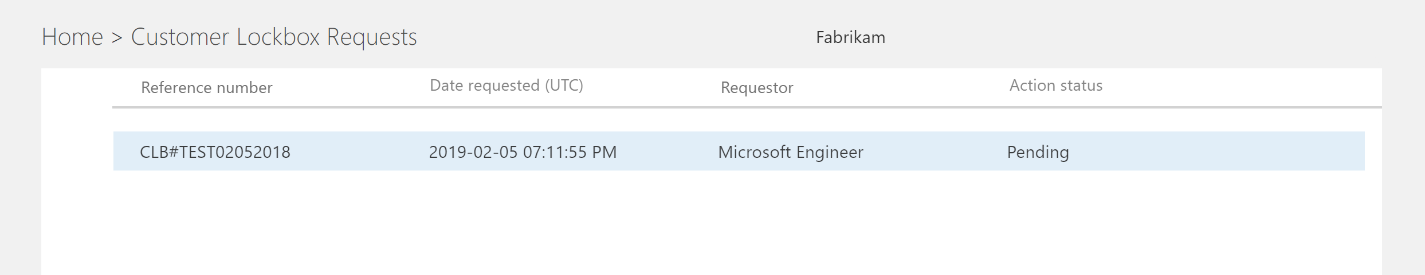 Home > Customer Lockbox Requests Fabrikam
Reference number Date requested (UTC) Requestor Action status
CLB#TEST02052018 2019-02-05 07:11:55 PM Microsoft Engineer Pending